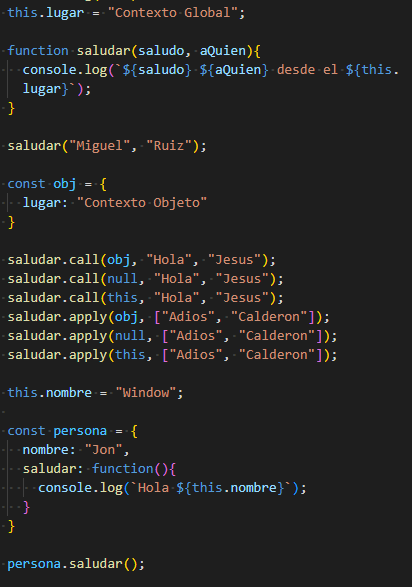 this.lugar = "Contexto Global";
function saludar(saludo, aQuien){
console.log(`${saludo} ${aQuien} desde el ${this.
lugar}`);
}
saludar("Miguel", "Ruiz");
const obj = {
lugar: "Contexto Objeto"
}
saludar.call(obj, "Hola", "Jesus");
saludar.call(null, "Hola", "Jesus");
saludar.call(this, "Hola", "Jesus");
saludar.apply(obj, ["Adios", "Calderon"]);
saludar.apply(null, ["Adios", "Calderon"]);
saludar.apply(this, ["Adios", "Calderon"]);
this.nombre = "Window";
const persona = {
nombre: "Jon",
saludar: function(){
console.log(`Hola ${this.nombre}`);
}
}
persona.saludar();